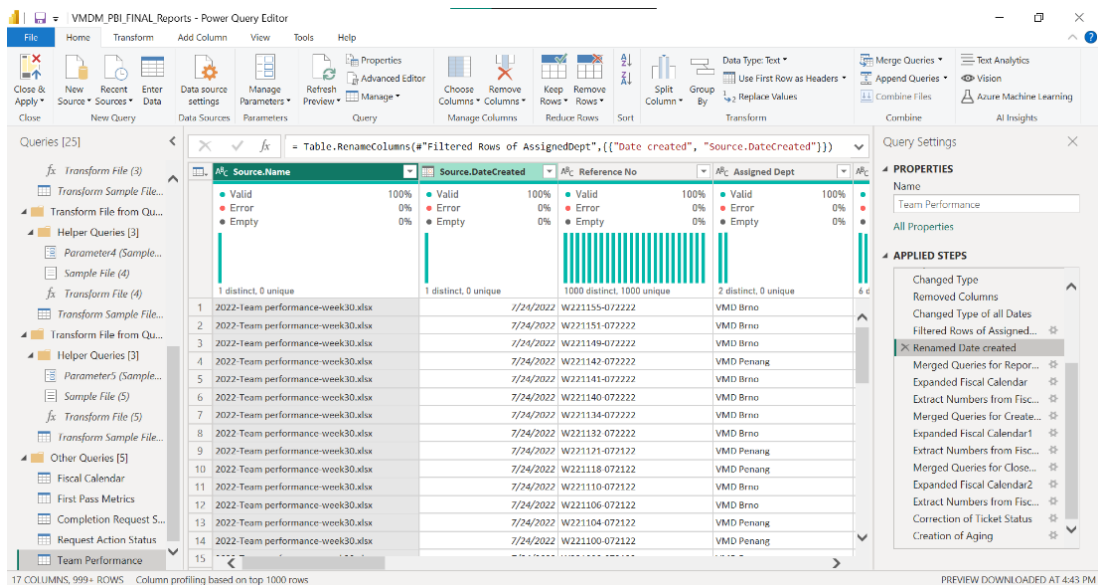 VMDM_PBI_FINAL_Reports - Power Query Editor
File Home Transform Add Column View Tools Help
Close & Apply
New Source
Recent Sources
Enter Data
Data source settings
Manage Parameters
Refresh Preview
Properties
Advanced Editor
Manage
Choose Columns
Remove Columns
Keep Rows
Remove Rows
Split Column
Group By
Data Type: Text
Use First Row as Headers
Replace Values
Merge Queries
Append Queries
Combine Files
Text Analytics
Vision
Azure Machine Learning
Close New Query Data Sources Parameters Query Manage Columns Reduce Rows Sort Transform Combine AI Insights
Queries [25]
fx Transform File (3)
Transform Sample File...
Transform File from Qu...
Helper Queries [3]
Parameter4 (Sample...
Sample File (4)
fx Transform File (4)
Transform Sample File...
Transform File from Qu...
Helper Queries [3]
Parameter5 (Sample...
Sample File (5)
fx Transform File (5)
Transform Sample File...
Other Queries [5]
Fiscal Calendar
First Pass Metrics
Completion Request S...
Request Action Status
Team Performance
fx = Table.RenameColumns(#"Filtered Rows of AssignedDept",{{"Date created", "Source.DateCreated"}})
ABC Source.Name Source.DateCreated ABC Reference No ABC Assigned Dept ABC
Valid 100% Valid 100% Valid 100% Valid 100%
Error 0% Error 0% Error 0% Error 0%
Empty 0% Empty 0% Empty 0% Empty 0%
1 distinct, 0 unique 1 distinct, 0 unique 1000 distinct, 1000 unique 2 distinct, 0 unique 6 d
1 2022-Team performance-week30.xlsx 7/24/2022 W221155-072222 VMD Brno
2 2022-Team performance-week30.xlsx 7/24/2022 W221151-072222 VMD Brno
3 2022-Team performance-week30.xlsx 7/24/2022 W221149-072222 VMD Brno
4 2022-Team performance-week30.xlsx 7/24/2022 W221142-072222 VMD Penang
5 2022-Team performance-week30.xlsx 7/24/2022 W221141-072222 VMD Brno
6 2022-Team performance-week30.xlsx 7/24/2022 W221140-072222 VMD Brno
7 2022-Team performance-week30.xlsx 7/24/2022 W221134-072222 VMD Brno
8 2022-Team performance-week30.xlsx 7/24/2022 W221132-072222 VMD Brno
9 2022-Team performance-week30.xlsx 7/24/2022 W221121-072122 VMD Penang
10 2022-Team performance-week30.xlsx 7/24/2022 W221118-072122 VMD Penang
11 2022-Team performance-week30.xlsx 7/24/2022 W221110-072122 VMD Brno
12 2022-Team performance-week30.xlsx 7/24/2022 W221106-072122 VMD Brno
13 2022-Team performance-week30.xlsx 7/24/2022 W221104-072122 VMD Penang
14 2022-Team performance-week30.xlsx 7/24/2022 W221100-072122 VMD Penang
15
Query Settings
PROPERTIES
Name
Team Performance
All Properties
APPLIED STEPS
Changed Type
Removed Columns
Changed Type of all Dates
Filtered Rows of Assigned...
Renamed Date created
Merged Queries for Repor...
Expanded Fiscal Calendar
Extract Numbers from Fisc...
Merged Queries for Create...
Expanded Fiscal Calendar1
Extract Numbers from Fisc...
Merged Queries for Close...
Expanded Fiscal Calendar2
Extract Numbers from Fisc...
Correction of Ticket Status
Creation of Aging
17 COLUMNS, 999+ ROWS Column profiling based on top 1000 rows
PREVIEW DOWNLOADED AT 4:43 PM